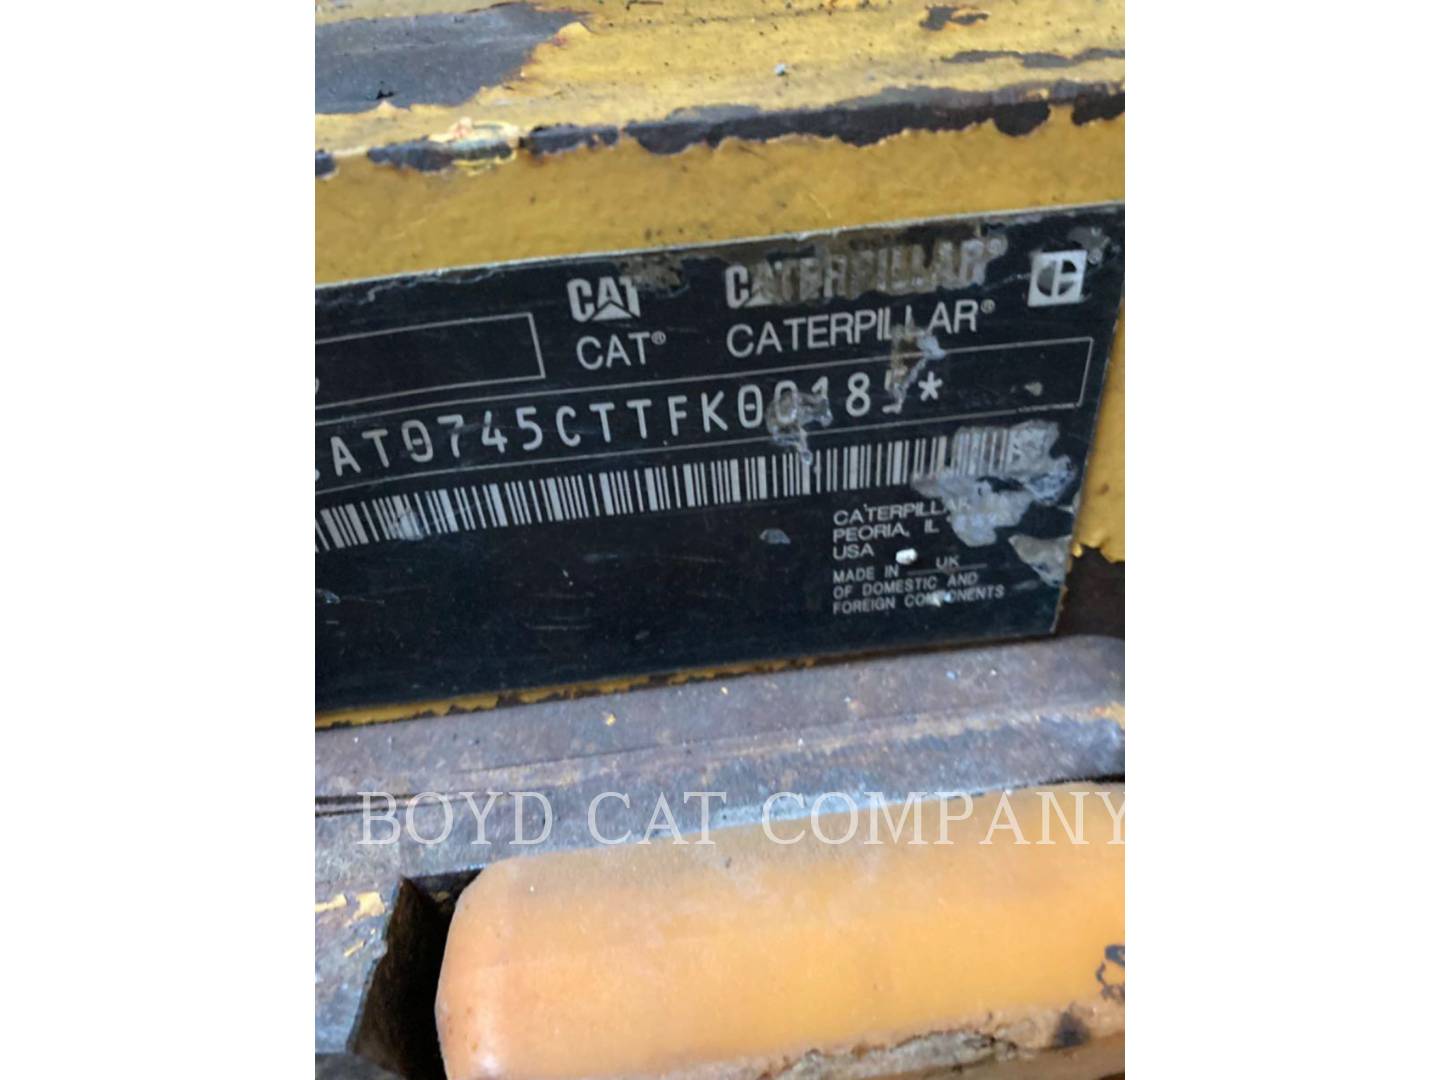 CAT CATERPILLAR®
CAT® CATERPILLAR®
CAT0745CTTFK00185*
CATERPILLAR
PEORIA, IL
USA
MADE IN UK
OF DOMESTIC AND
FOREIGN COMPONENTS
BOYD CAT COMPANY